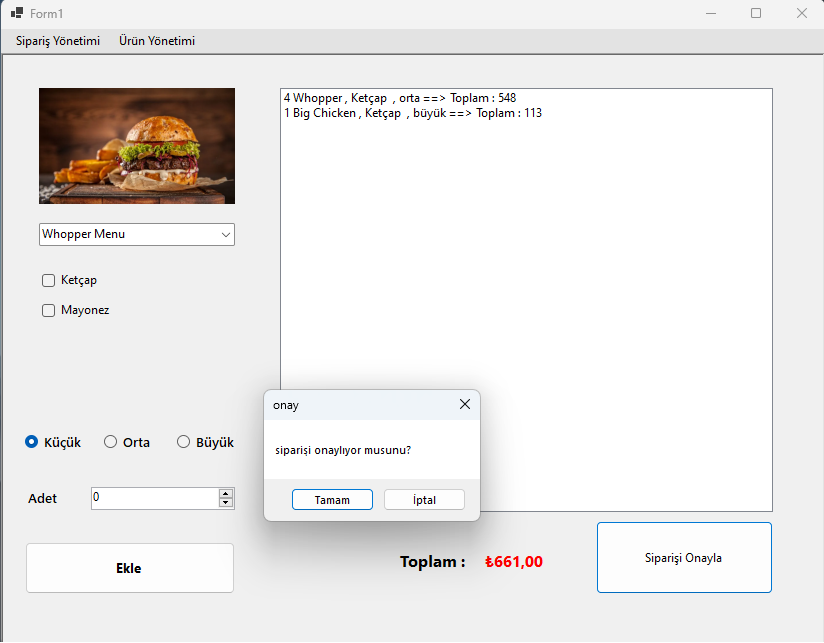 Form1
Sipariş Yönetimi Ürün Yönetimi
4 Whopper , Ketçap , orta ==> Toplam : 548
1 Big Chicken , Ketçap , büyük ==> Toplam : 113
Whopper Menu
Ketçap
Mayonez
onay
siparişi onaylıyor musunu?
Tamam İptal
Küçük Orta Büyük
Adet 0
Ekle
Toplam : ₺661,00
Siparişi Onayla